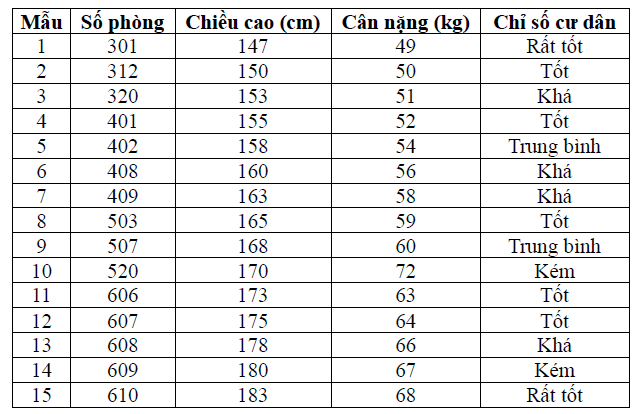 Mẫu Số phòng Chiều cao (cm) Cân nặng (kg) Chỉ số cư dân
1 301 147 49 Rất tốt
2 312 150 50 Tốt
3 320 153 51 Khá
4 401 155 52 Tốt
5 402 158 54 Trung bình
6 408 160 56 Khá
7 409 163 58 Khá
8 503 165 59 Tốt
9 507 168 60 Trung bình
10 520 170 72 Kém
11 606 173 63 Tốt
12 607 175 64 Tốt
13 608 178 66 Khá
14 609 180 67 Kém
15 610 183 68 Rất tốt